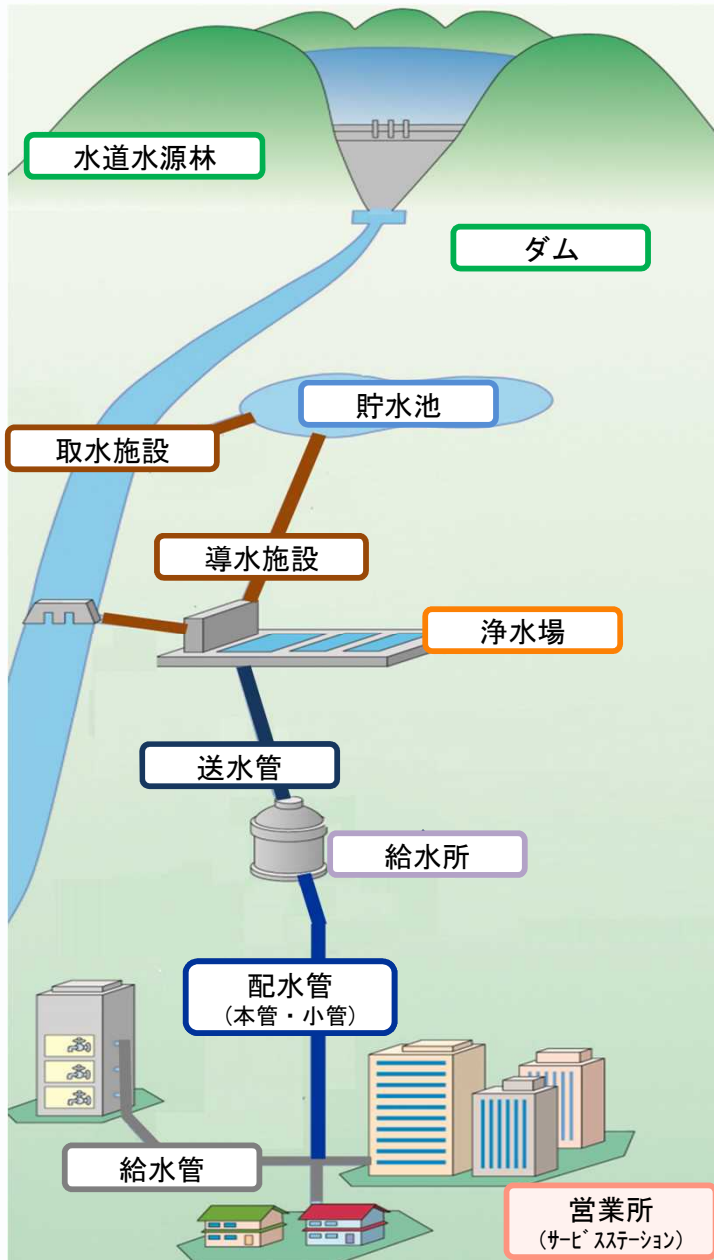 水道水源林
ダム
貯水池
取水施設
導水施設
浄水場
送水管
給水所
配水管
(本管・小管)
給水管
営業所
(ｻｰﾋﾞｽｽﾃｰｼｮﾝ)